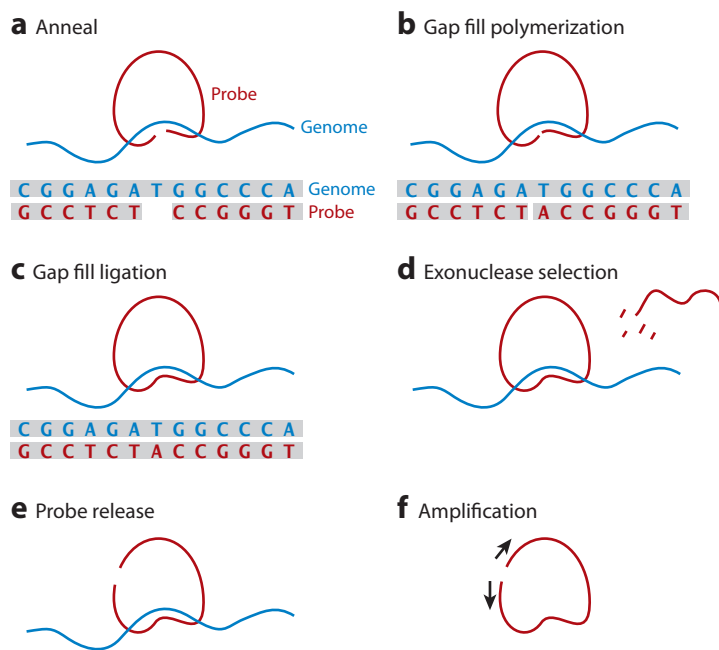 a Anneal
Probe
Genome
C G G A G A T G G C C C A Genome
G C C T C T C C G G G T Probe
b Gap fill polymerization
C G G A G A T G G C C C A
G C C T C T A C C G G G T
c Gap fill ligation
C G G A G A T G G C C C A
G C C T C T A C C G G G T
d Exonuclease selection
e Probe release
f Amplification